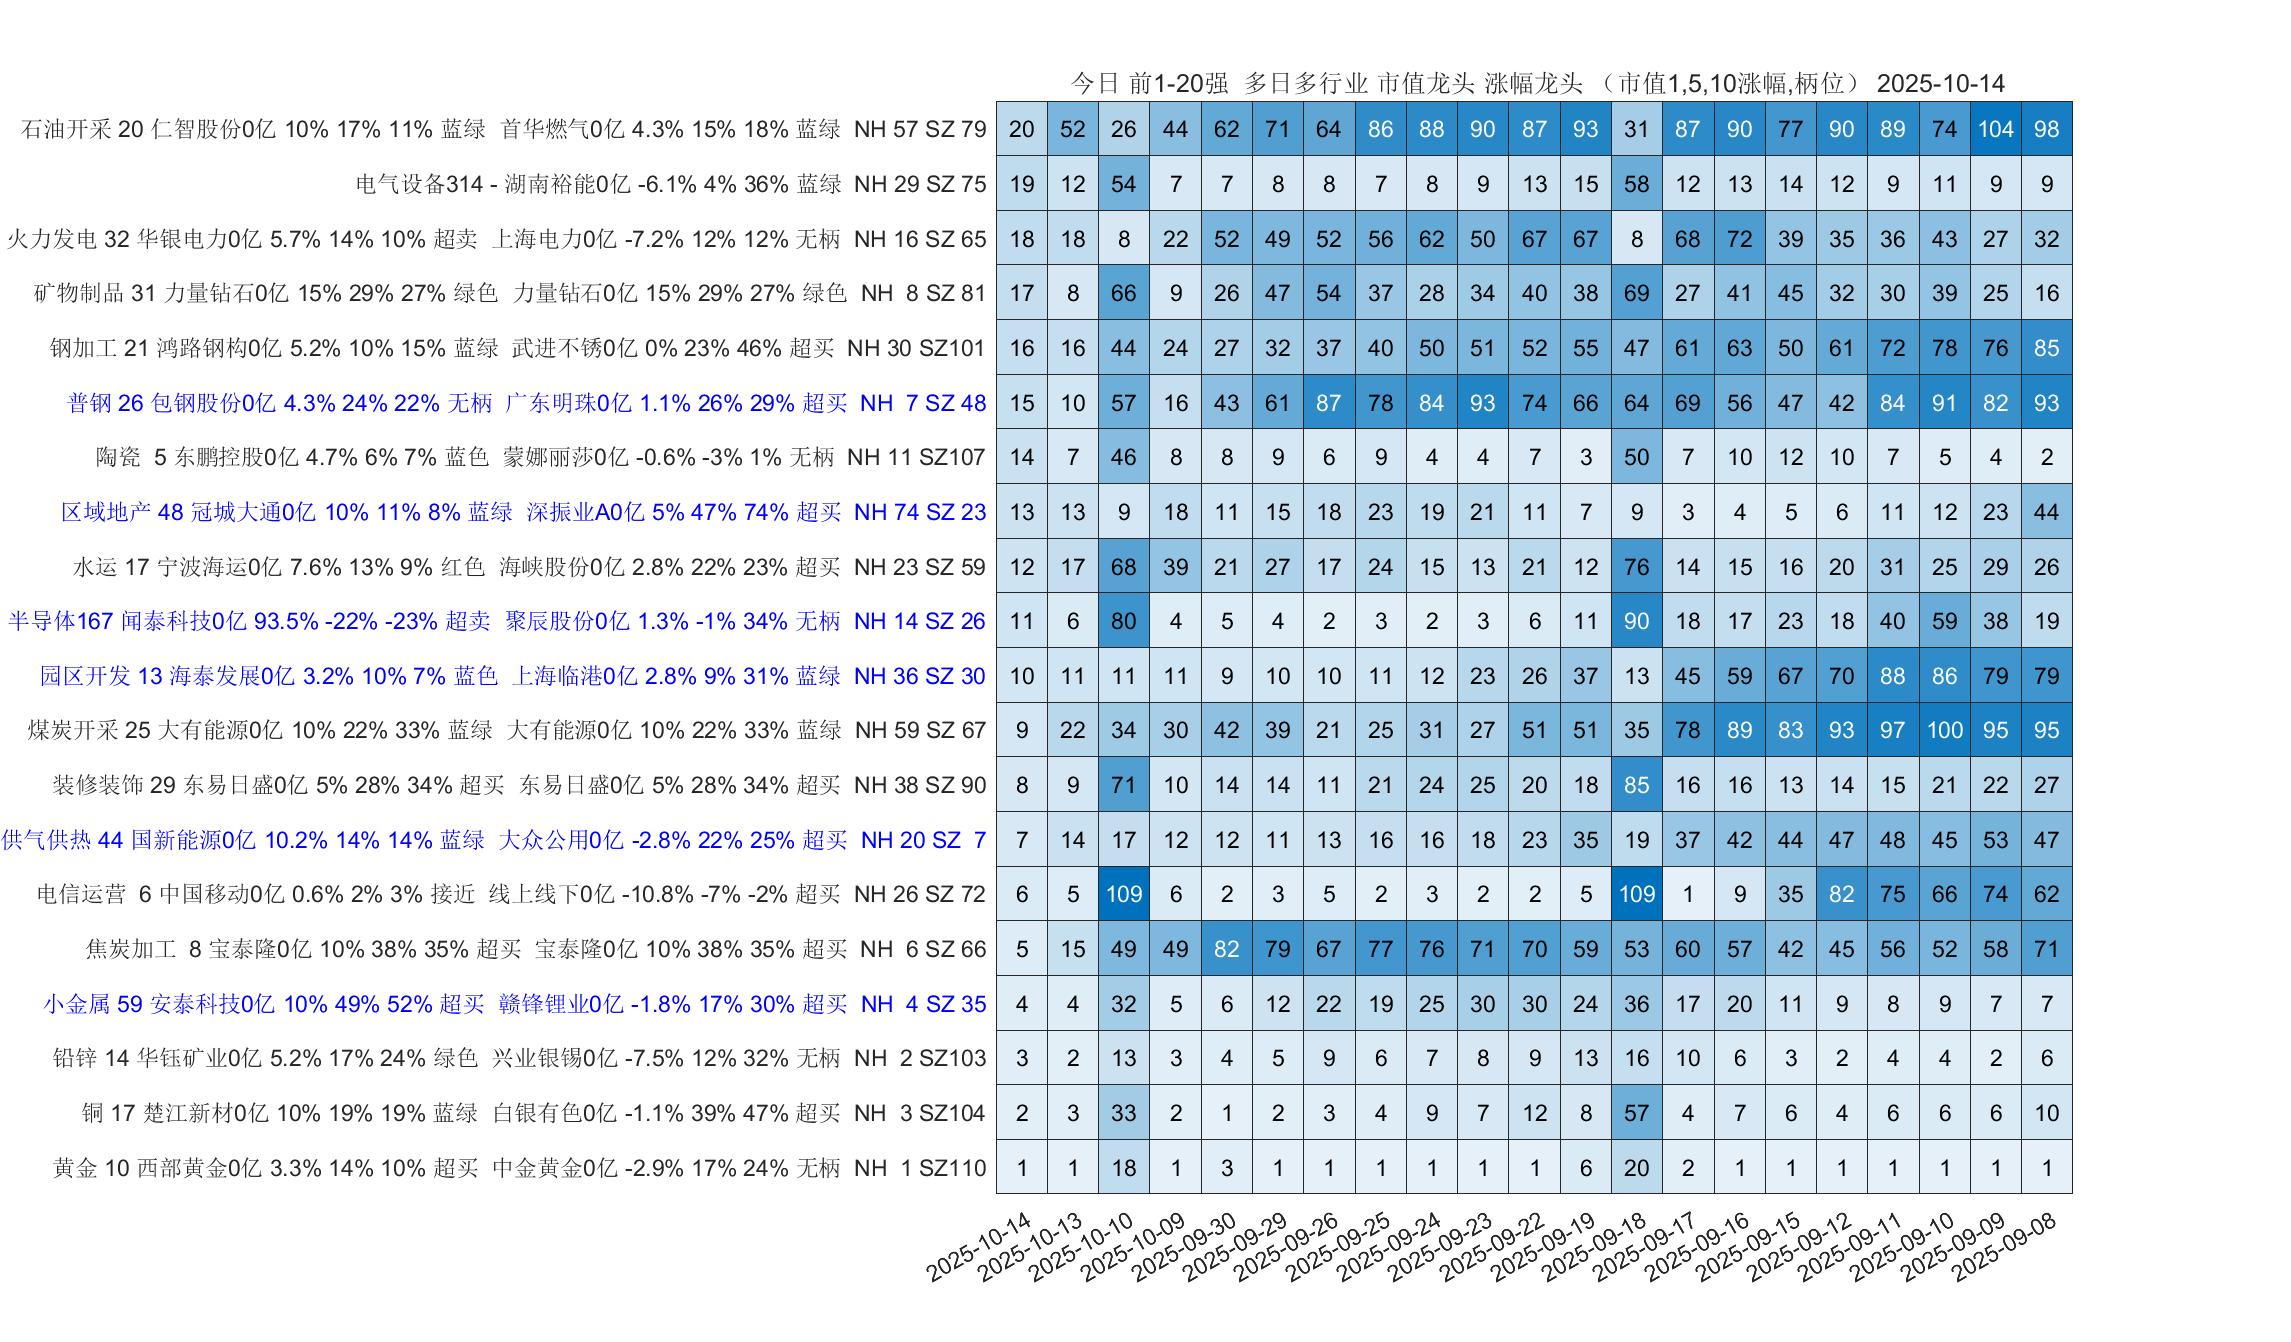 今日 前1-20强 多日多行业 市值龙头 涨幅龙头 （市值1,5,10涨幅,柄位） 2025-10-14
石油开采 20 仁智股份0亿 10% 17% 11% 蓝绿 首华燃气0亿 4.3% 15% 18% 蓝绿 NH 57 SZ 79 20 52 26 44 62 71 64 86 88 90 87 93 31 87 90 77 90 89 74 104 98
电气设备314 - 湖南裕能0亿 -6.1% 4% 36% 蓝绿 NH 29 SZ 75 19 12 54 7 7 8 8 7 8 9 13 15 58 12 13 14 12 9 11 9 9
火力发电 32 华银电力0亿 5.7% 14% 10% 超卖 上海电力0亿 -7.2% 12% 12% 无柄 NH 16 SZ 65 18 18 8 22 52 49 52 56 62 50 67 67 8 68 72 39 35 36 43 27 32
矿物制品 31 力量钻石0亿 15% 29% 27% 绿色 力量钻石0亿 15% 29% 27% 绿色 NH 8 SZ 81 17 8 66 9 26 47 54 37 28 34 40 38 69 27 41 45 32 30 39 25 16
钢加工 21 鸿路钢构0亿 5.2% 10% 15% 蓝绿 武进不锈0亿 0% 23% 46% 超买 NH 30 SZ101 16 16 44 24 27 32 37 40 50 51 52 55 47 61 63 50 61 72 78 76 85
普钢 26 包钢股份0亿 4.3% 24% 22% 无柄 广东明珠0亿 1.1% 26% 29% 超买 NH 7 SZ 48 15 10 57 16 43 61 87 78 84 93 74 66 64 69 56 47 42 84 91 82 93
陶瓷 5 东鹏控股0亿 4.7% 6% 7% 蓝色 蒙娜丽莎0亿 -0.6% -3% 1% 无柄 NH 11 SZ107 14 7 46 8 8 9 6 9 4 4 7 3 50 7 10 12 10 7 5 4 2
区域地产 48 冠城大通0亿 10% 11% 8% 蓝绿 深振业A0亿 5% 47% 74% 超买 NH 74 SZ 23 13 13 9 18 11 15 18 23 19 21 11 7 9 3 4 5 6 11 12 23 44
水运 17 宁波海运0亿 7.6% 13% 9% 红色 海峡股份0亿 2.8% 22% 23% 超买 NH 23 SZ 59 12 17 68 39 21 27 17 24 15 13 21 12 76 14 15 16 20 31 25 29 26
半导体167 闻泰科技0亿 93.5% -22% -23% 超卖 聚辰股份0亿 1.3% -1% 34% 无柄 NH 14 SZ 26 11 6 80 4 5 4 2 3 2 3 6 11 90 18 17 23 18 40 59 38 19
园区开发 13 海泰发展0亿 3.2% 10% 7% 蓝色 上海临港0亿 2.8% 9% 31% 蓝绿 NH 36 SZ 30 10 11 11 11 9 10 10 11 12 23 26 37 13 45 59 67 70 88 86 79 79
煤炭开采 25 大有能源0亿 10% 22% 33% 蓝绿 大有能源0亿 10% 22% 33% 蓝绿 NH 59 SZ 67 9 22 34 30 42 39 21 25 31 27 51 51 35 78 89 83 93 97 100 95 95
装修装饰 29 东易日盛0亿 5% 28% 34% 超买 东易日盛0亿 5% 28% 34% 超买 NH 38 SZ 90 8 9 71 10 14 14 11 21 24 25 20 18 85 16 16 13 14 15 21 22 27
供气供热 44 国新能源0亿 10.2% 14% 14% 蓝绿 大众公用0亿 -2.8% 22% 25% 超买 NH 20 SZ 7 7 14 17 12 12 11 13 16 16 18 23 35 19 37 42 44 47 48 45 53 47
电信运营 6 中国移动0亿 0.6% 2% 3% 接近 线上线下0亿 -10.8% -7% -2% 超买 NH 26 SZ 72 6 5 109 6 2 3 5 2 3 2 2 5 109 1 9 35 82 75 66 74 62
焦炭加工 8 宝泰隆0亿 10% 38% 35% 超买 宝泰隆0亿 10% 38% 35% 超买 NH 6 SZ 66 5 15 49 49 82 79 67 77 76 71 70 59 53 60 57 42 45 56 52 58 71
小金属 59 安泰科技0亿 10% 49% 52% 超买 赣锋锂业0亿 -1.8% 17% 30% 超买 NH 4 SZ 35 4 4 32 5 6 12 22 19 25 30 30 24 36 17 20 11 9 8 9 7 7
铅锌 14 华钰矿业0亿 5.2% 17% 24% 绿色 兴业银锡0亿 -7.5% 12% 32% 无柄 NH 2 SZ103 3 2 13 3 4 5 9 6 7 8 9 13 16 10 6 3 2 4 4 2 6
铜 17 楚江新材0亿 10% 19% 19% 蓝绿 白银有色0亿 -1.1% 39% 47% 超买 NH 3 SZ104 2 3 33 2 1 2 3 4 9 7 12 8 57 4 7 6 4 6 6 6 10
黄金 10 西部黄金0亿 3.3% 14% 10% 超买 中金黄金0亿 -2.9% 17% 24% 无柄 NH 1 SZ110 1 1 18 1 3 1 1 1 1 1 1 6 20 2 1 1 1 1 1 1 1
2025-10-14 2025-10-13 2025-10-10 2025-10-09 2025-09-30 2025-09-29 2025-09-26 2025-09-25 2025-09-24 2025-09-23 2025-09-22 2025-09-19 2025-09-18 2025-09-17 2025-09-16 2025-09-15 2025-09-12 2025-09-11 2025-09-10 2025-09-09 2025-09-08